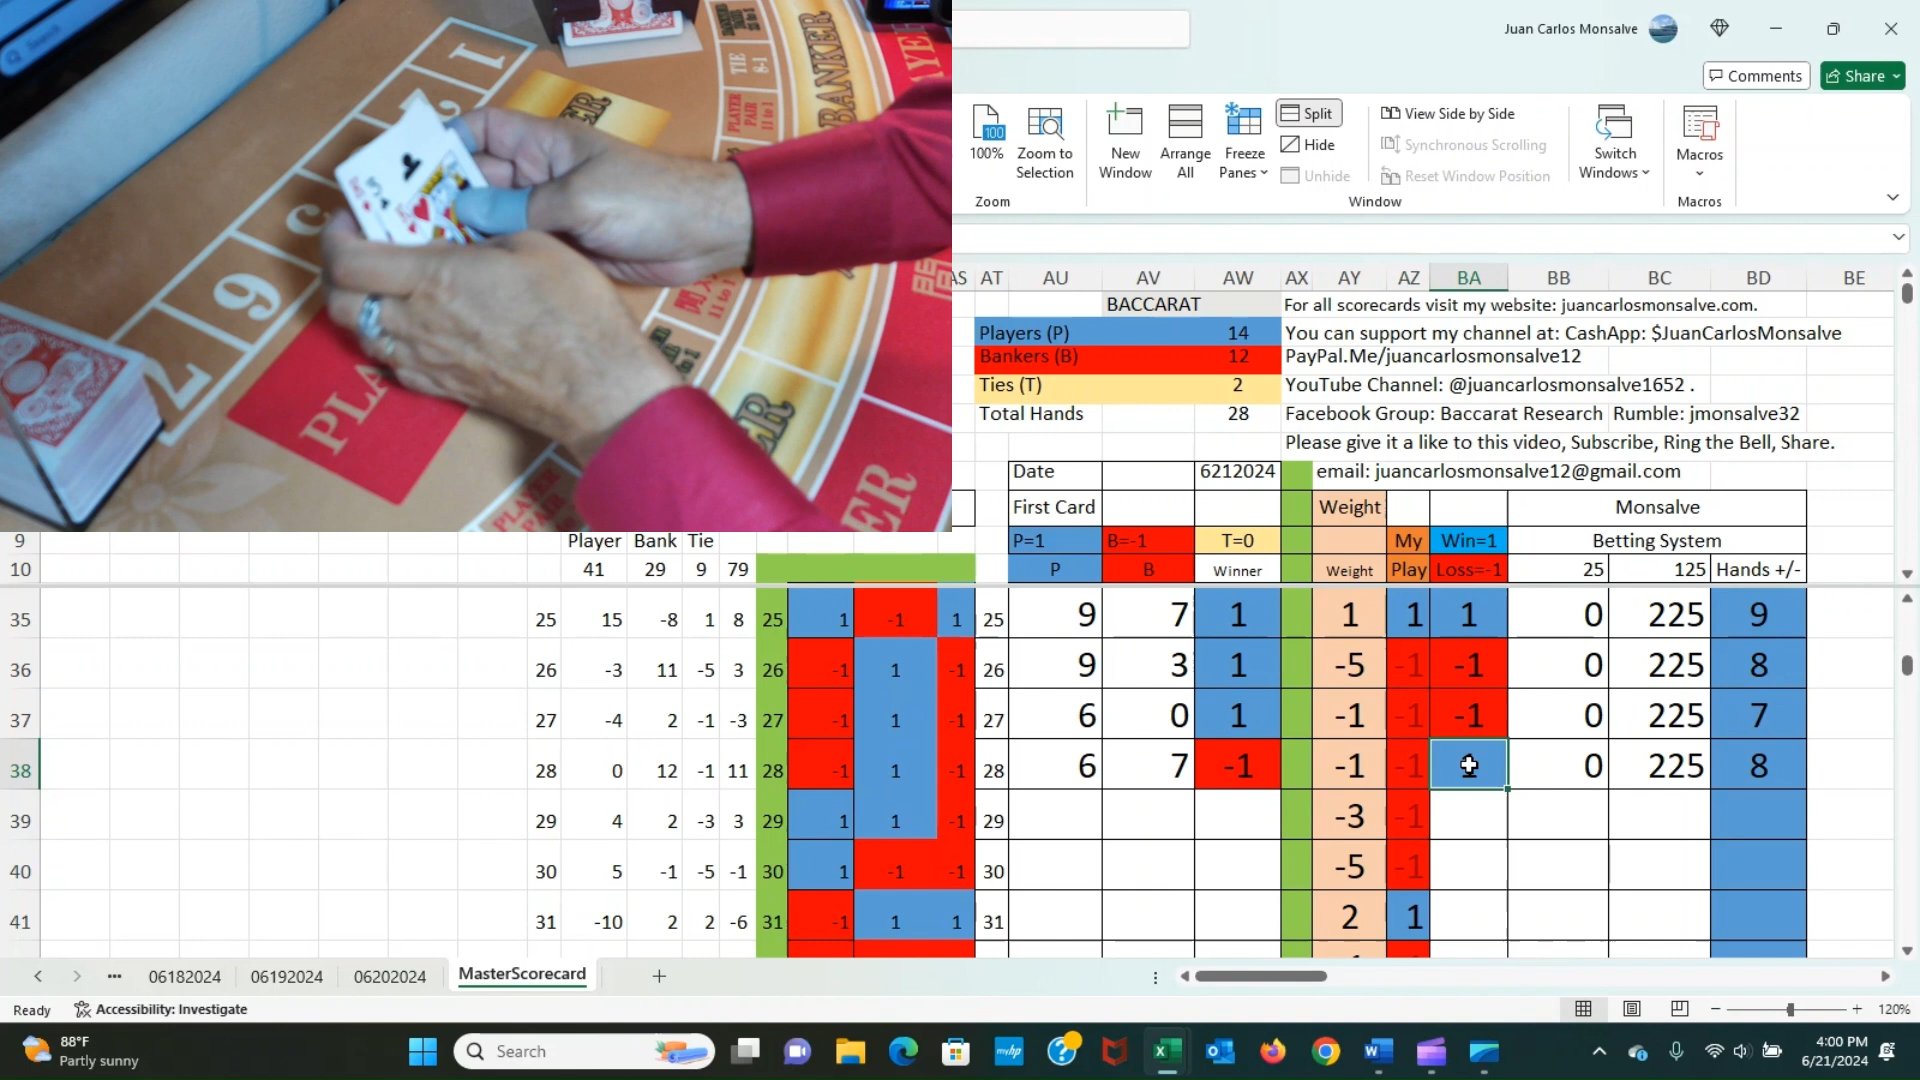 Juan Carlos Monsalve
Comments
Share
100%
Zoom to Selection
New Window
Arrange All
Freeze Panes
Split
Hide
Unhide
View Side by Side
Synchronous Scrolling
Reset Window Position
Switch Windows
Macros
Zoom
Window
Macros
AT AU AV AW AX AY AZ BA BB BC BD BE
BACCARAT For all scorecards visit my website: juancarlosmonsalve.com.
Players (P) 14 You can support my channel at: CashApp: $JuanCarlosMonsalve
Bankers (B) 12 PayPal.Me/juancarlosmonsalve12
Ties (T) 2 YouTube Channel: @juancarlosmonsalve1652 .
Total Hands 28 Facebook Group: Baccarat Research Rumble: jmonsalve32
Please give it a like to this video, Subscribe, Ring the Bell, Share.
Date 6212024 email: juancarlosmonsalve12@gmail.com
First Card Weight Monsalve
9 Player Bank Tie P=1 B=-1 T=0 My Win=1 Betting System
10 41 29 9 79 P B Winner Weight Play Loss=-1 25 125 Hands +/-
35 25 15 -8 1 8 25 1 -1 1 25 9 7 1 1 1 1 0 225 9
36 26 -3 11 -5 3 26 -1 1 -1 26 9 3 1 -5 -1 -1 0 225 8
37 27 -4 2 -1 -3 27 -1 1 -1 27 6 0 1 -1 -1 -1 0 225 7
38 28 0 12 -1 11 28 -1 1 -1 28 6 7 -1 -1 -1 0 225 8
39 29 4 2 -3 3 29 1 1 -1 29 -3 -1
40 30 5 -1 -5 -1 30 1 -1 -1 30 -5 -1
41 31 -10 2 2 -6 31 -1 1 1 31 2 1
06182024 06192024 06202024 MasterScorecard
Ready Accessibility: Investigate 120%
88°F
Partly sunny
Search
4:00 PM
6/21/2024
BANKER
TIE
8-1
PLAYER
PAIR
11 to 1